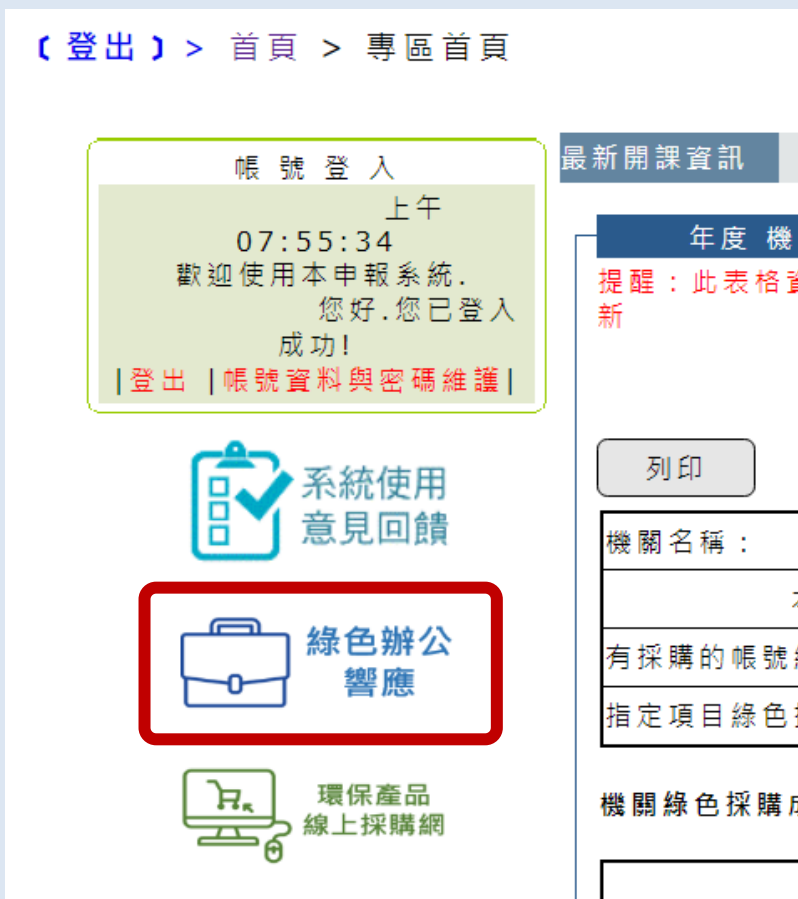 【登出】> 首頁 > 專區首頁
帳號登入
上午
07:55:34
歡迎使用本申報系統.
您好.您已登入
成功!
|登出 |帳號資料與密碼維護|
系統使用
意見回饋
綠色辦公
響應
環保產品
線上採購網
最新開課資訊
年度 機
提醒：此表格
新
列印
機關名稱：
有採購的帳號
指定項目綠色
機關綠色採購